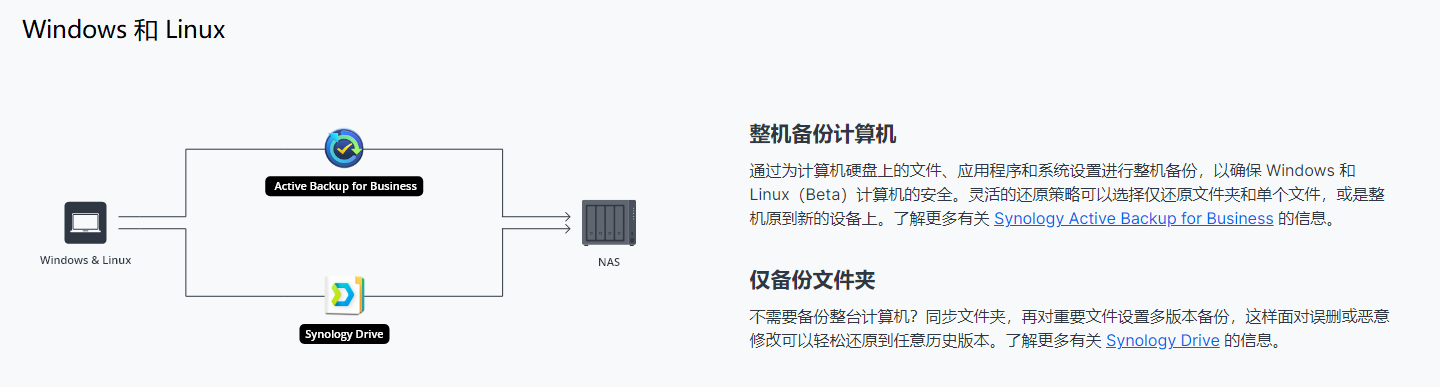 Windows 和 Linux
Active Backup for Business
Windows & Linux
NAS
Synology Drive
整机备份计算机
通过为计算机硬盘上的文件、应用程序和系统设置进行整机备份，以确保 Windows 和
Linux（Beta）计算机的安全。灵活的还原策略可以选择仅还原文件夹和单个文件，或是整
机原到新的设备上。了解更多有关 Synology Active Backup for Business 的信息。
仅备份文件夹
不需要备份整台计算机？同步文件夹，再对重要文件设置多版本备份，这样面对误删或恶意
修改可以轻松还原到任意历史版本。了解更多有关 Synology Drive 的信息。